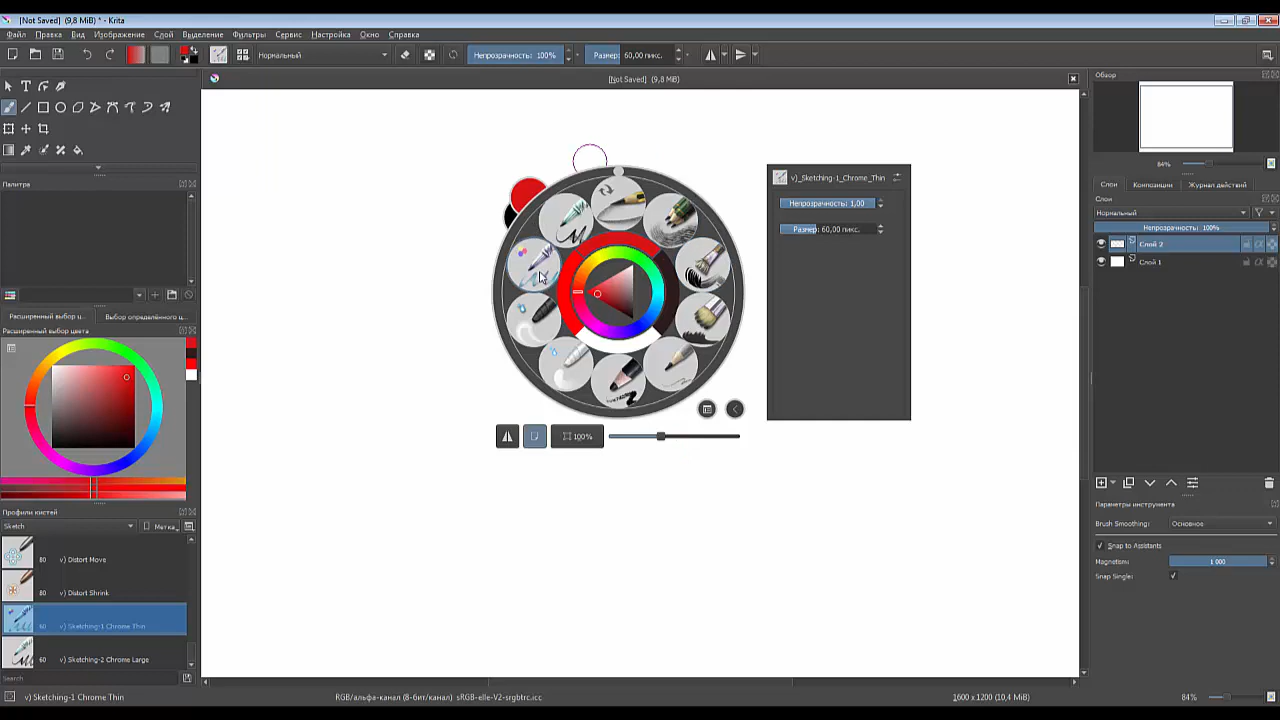 [Not Saved] (9,8 MiB) * - Krita
Файл Правка Вид Изображение Слой Выделение Фильтры Сервис Настройка Окно Справка
Нормальный Непрозрачность: 100% Размер: 60,00 пикс.
[Not Saved] (9,8 MiB)
Палитра
Расширенный выбор ц... Выбор определённого ц...
Расширенный выбор цвета
Профили кистей
Sketch Метка
80 v) Distort Move
80 v) Distort Shrink
60 v) Sketching-1 Chrome Thin
60 v) Sketching-2 Chrome Large
Search
v)_Sketching-1_Chrome_Thin
Непрозрачность: 1,00
Размер: 60,00 пикс.
100%
Обзор
84%
Слои Композиции Журнал действий
Слои
Нормальный
Непрозрачность: 100%
Слой 2
Слой 1
Параметры инструмента
Brush Smoothing: Основное
Snap to Assistants
Magnetism: 1 000
Snap Single:
v) Sketching-1 Chrome Thin RGB/альфа-канал (8-бит/канал) sRGB-elle-V2-srgbtrc.icc 1600 x 1200 (10,4 MiB) 84%